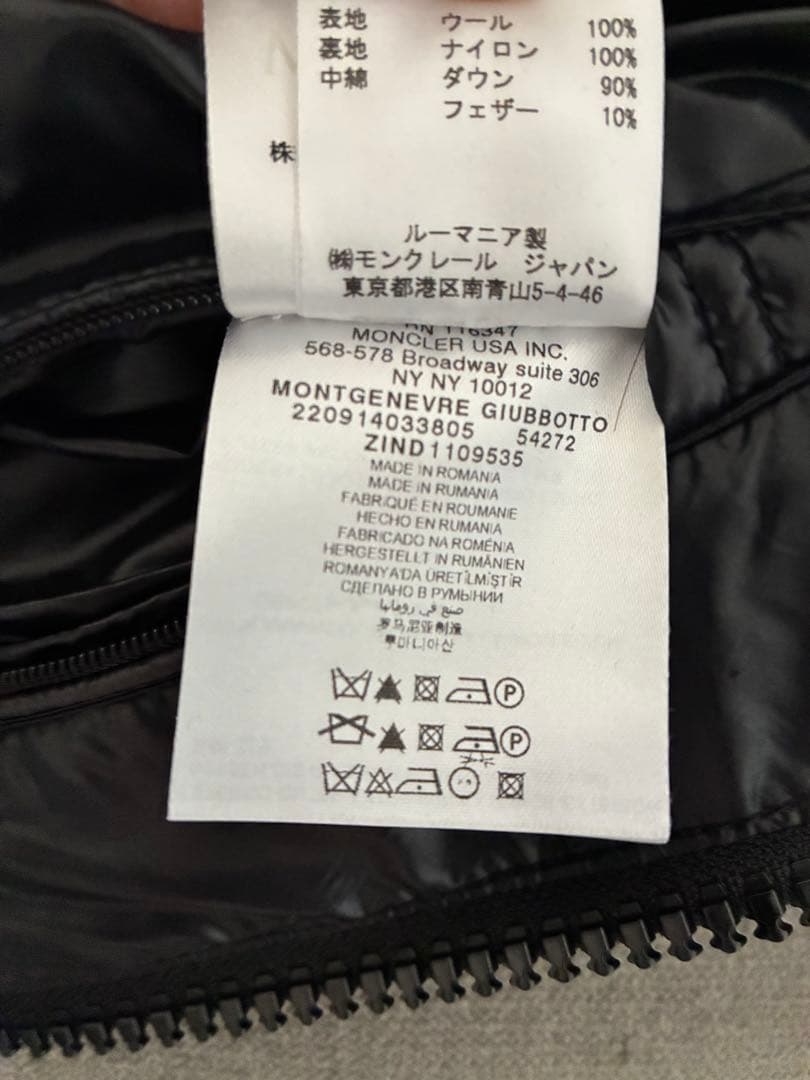 表地 ウール 100%
裏地 ナイロン 100%
中綿 ダウン 90%
フェザー 10%
株
ルーマニア製
㈱モンクレール ジャパン
東京都港区南青山5-4-46
RN 116347
MONCLER USA INC.
568-578 Broadway suite 306
NY NY 10012
MONTGENEVRE GIUBBOTTO
220914033805 54272
ZIND1109535
MADE IN ROMANIA
MADE IN RUMANIA
FABRIQUÉ EN ROUMANIE
HECHO EN RUMANIA
FABRICADO NA ROMÉNIA
HERGESTELLT IN RUMÄNIEN
ROMANYA'DA ÜRETİLMİŞTİR
СДЕЛАНО В РУМЫНИИ
صنع في رومانيا
罗马尼亚制造
루마니아산
P
P